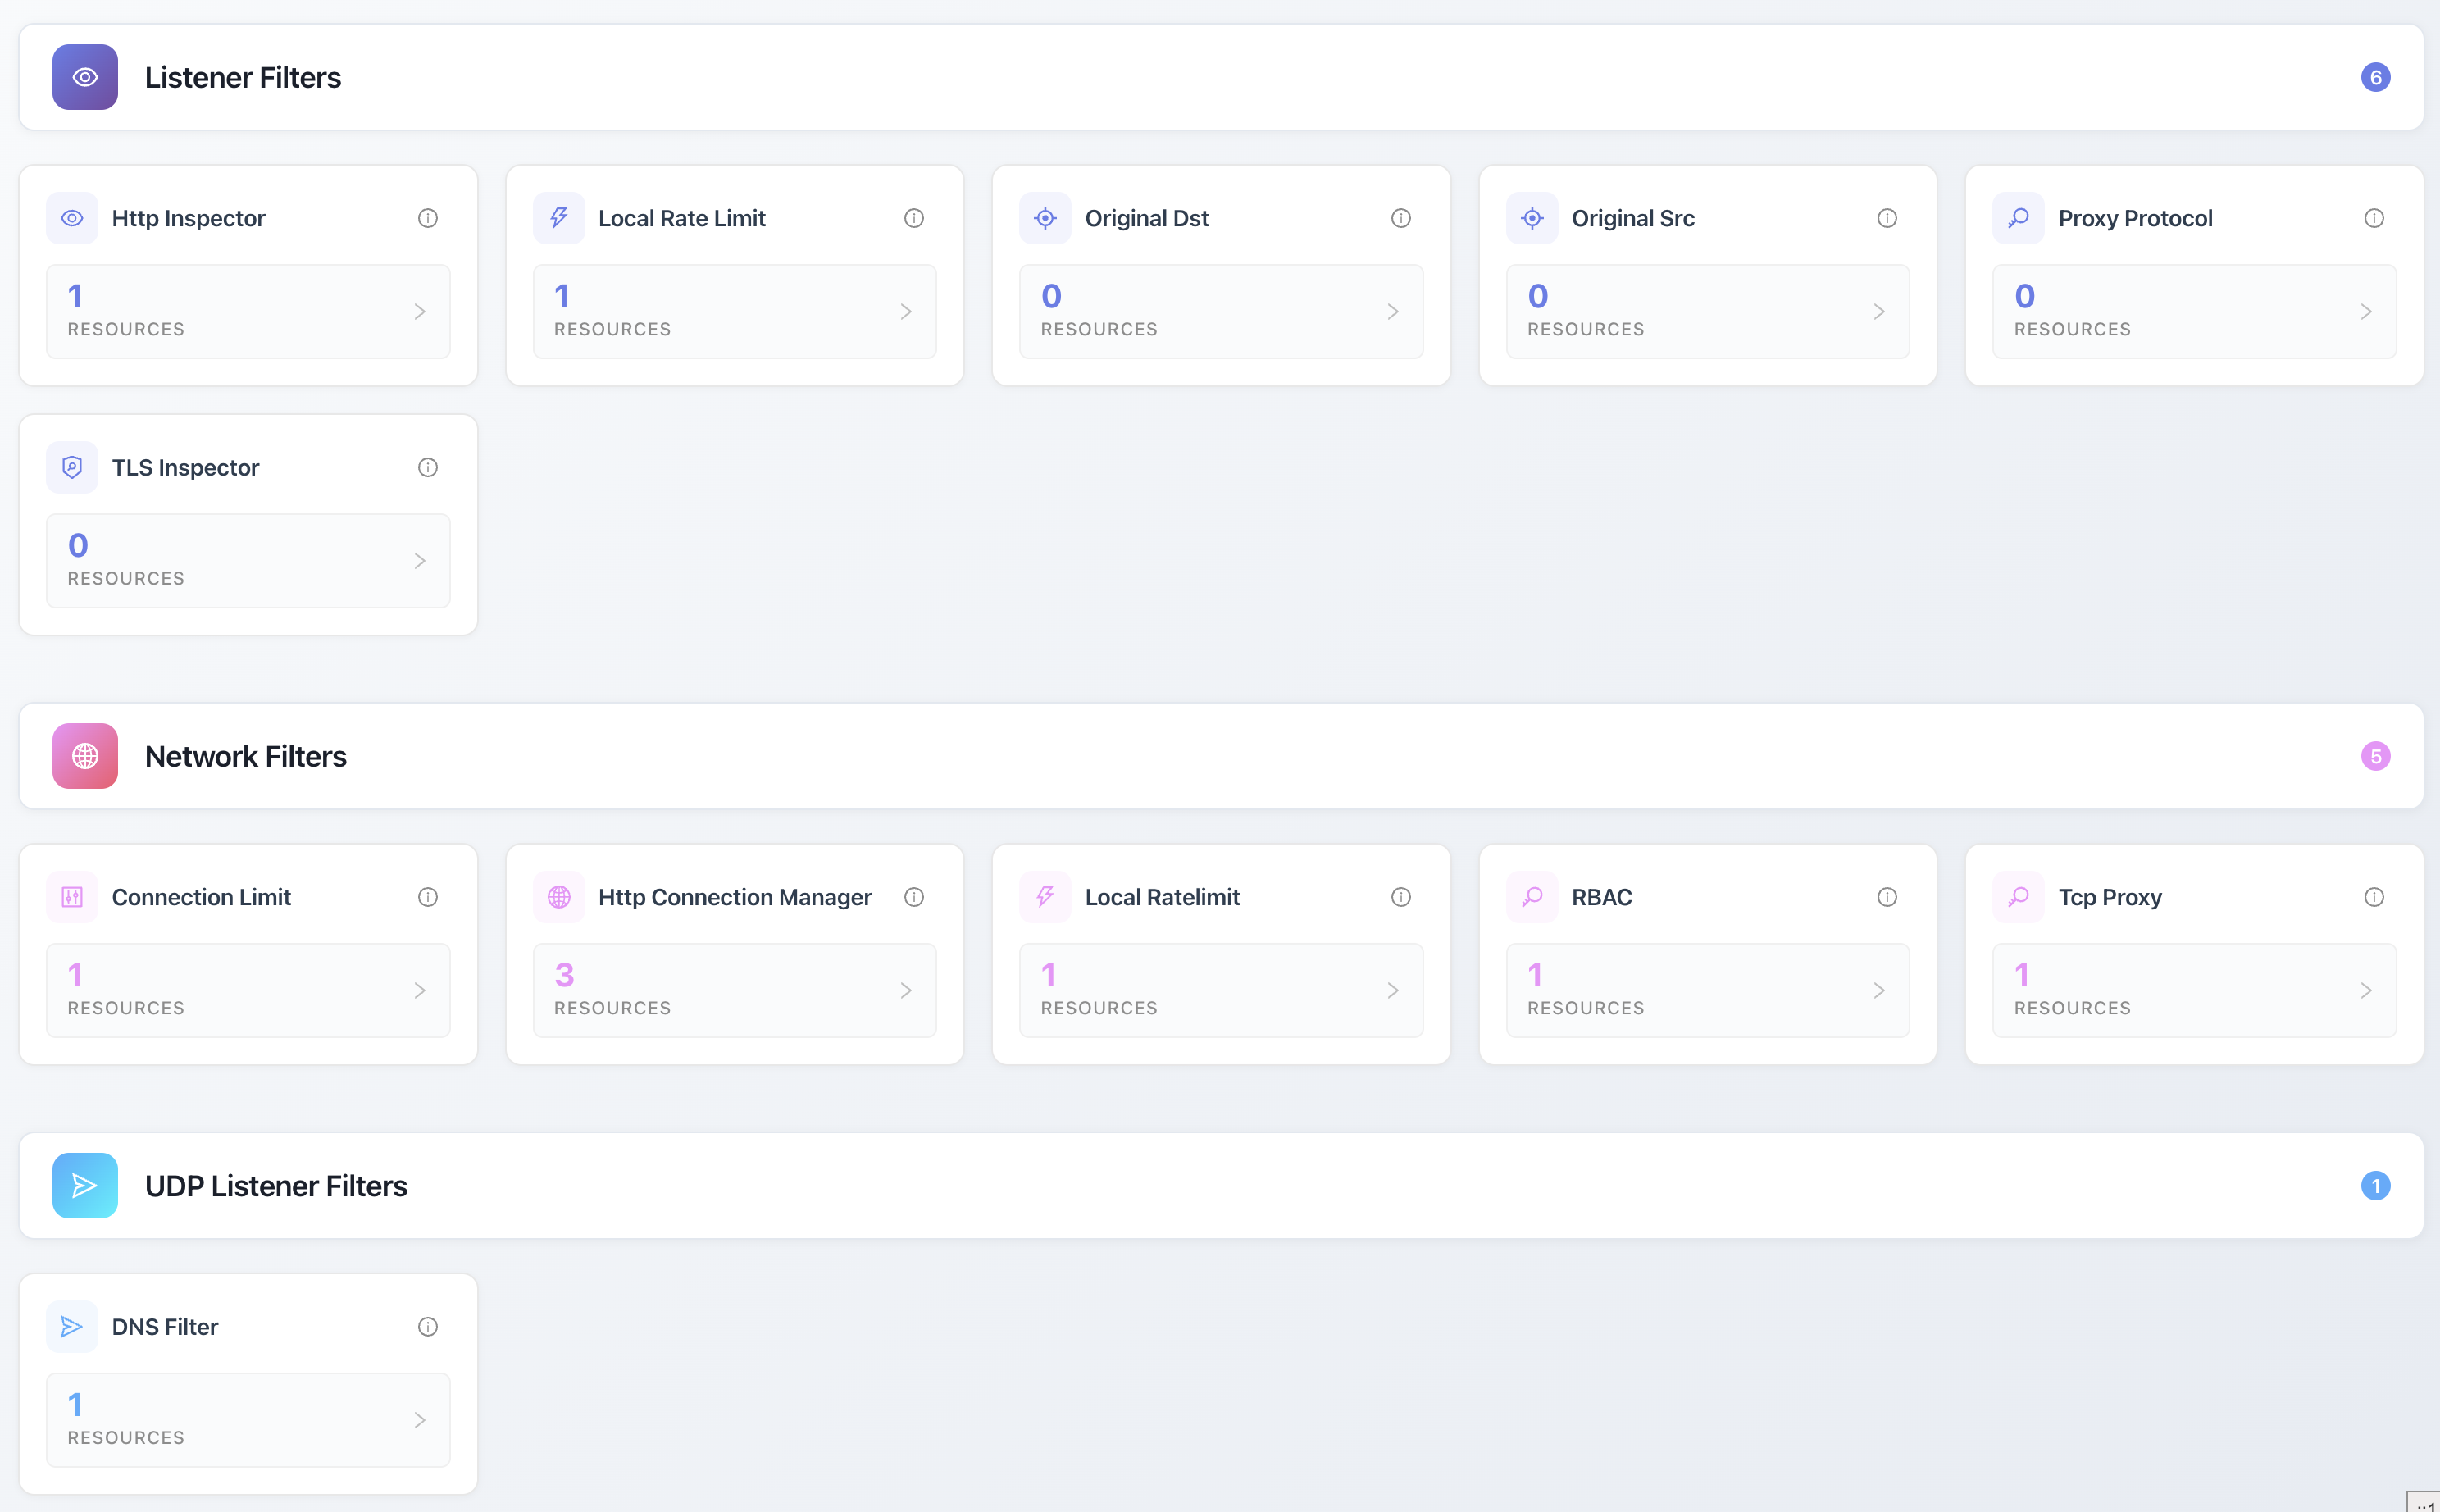 Listener Filters
6
Http Inspector
1
RESOURCES
Local Rate Limit
1
RESOURCES
Original Dst
0
RESOURCES
Original Src
0
RESOURCES
Proxy Protocol
0
RESOURCES
TLS Inspector
0
RESOURCES
Network Filters
5
Connection Limit
1
RESOURCES
Http Connection Manager
3
RESOURCES
Local Ratelimit
1
RESOURCES
RBAC
1
RESOURCES
Tcp Proxy
1
RESOURCES
UDP Listener Filters
1
DNS Filter
1
RESOURCES